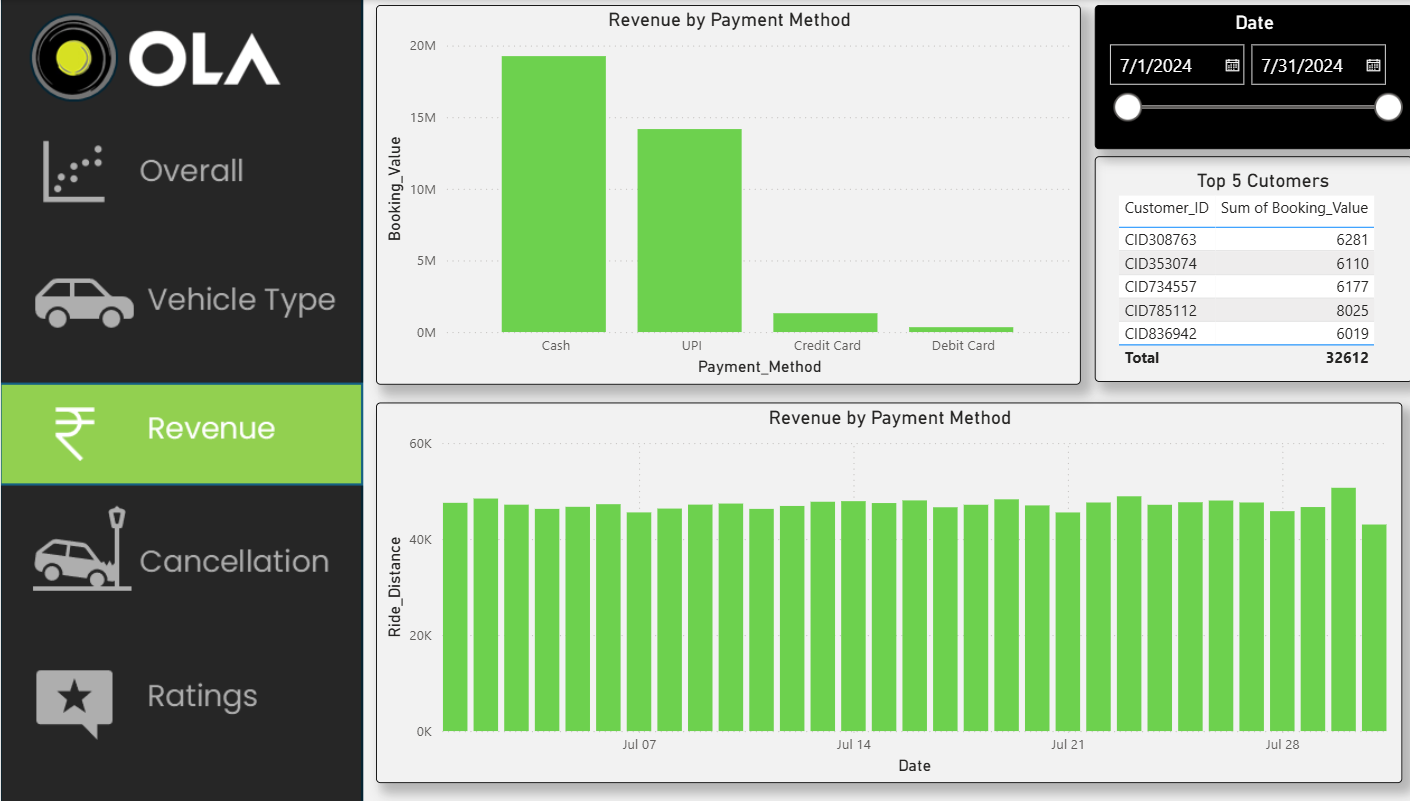 OLA
Overall
Vehicle Type
Revenue
Cancellation
Ratings
Revenue by Payment Method
Booking_Value
20M
15M
10M
5M
0M
Cash UPI Credit Card Debit Card
Payment_Method
Date
7/1/2024 7/31/2024
Top 5 Cutomers
Customer_ID Sum of Booking_Value
CID308763 6281
CID353074 6110
CID734557 6177
CID785112 8025
CID836942 6019
Total 32612
Revenue by Payment Method
Ride_Distance
60K
40K
20K
0K
Jul 07 Jul 14 Jul 21 Jul 28
Date